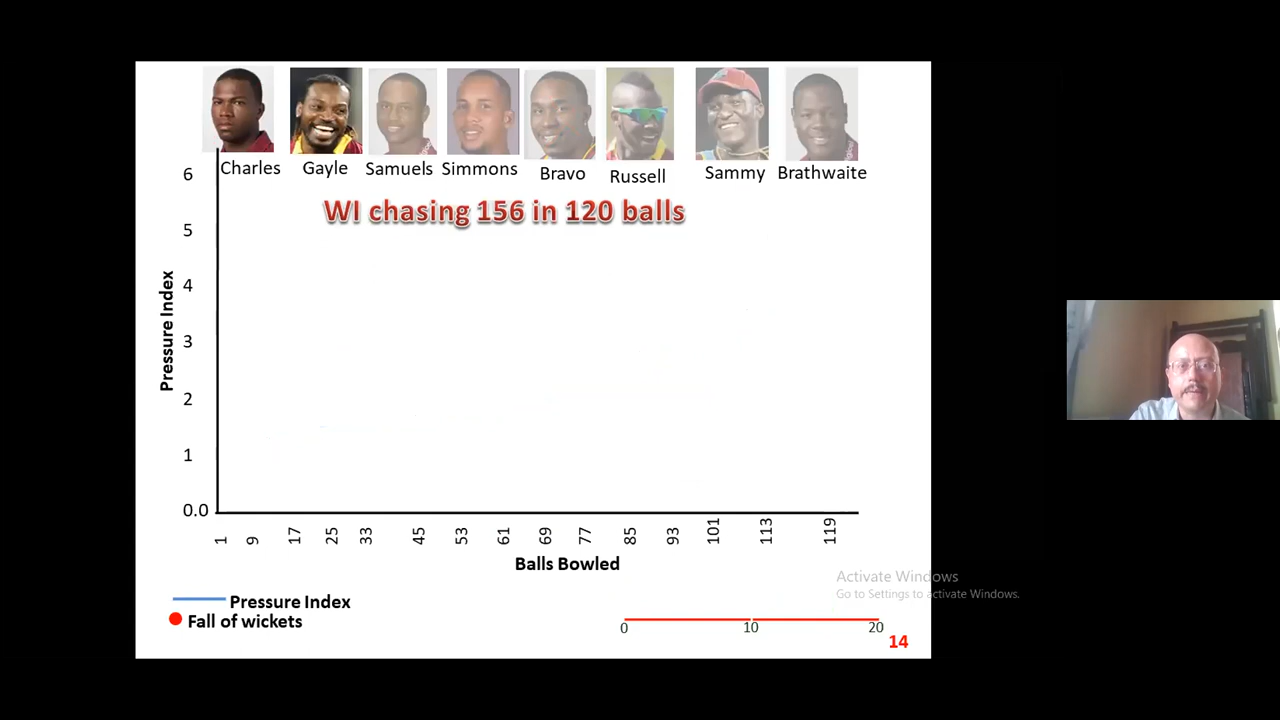 Charles Gayle Samuels Simmons Bravo Russell Sammy Brathwaite
WI chasing 156 in 120 balls
6
5
4
3
2
1
0.0
Pressure Index
1 9 17 25 33 45 53 61 69 77 85 93 101 113 119
Balls Bowled
Pressure Index
Fall of wickets
0 10 20
14
Activate Windows
Go to Settings to activate Windows.